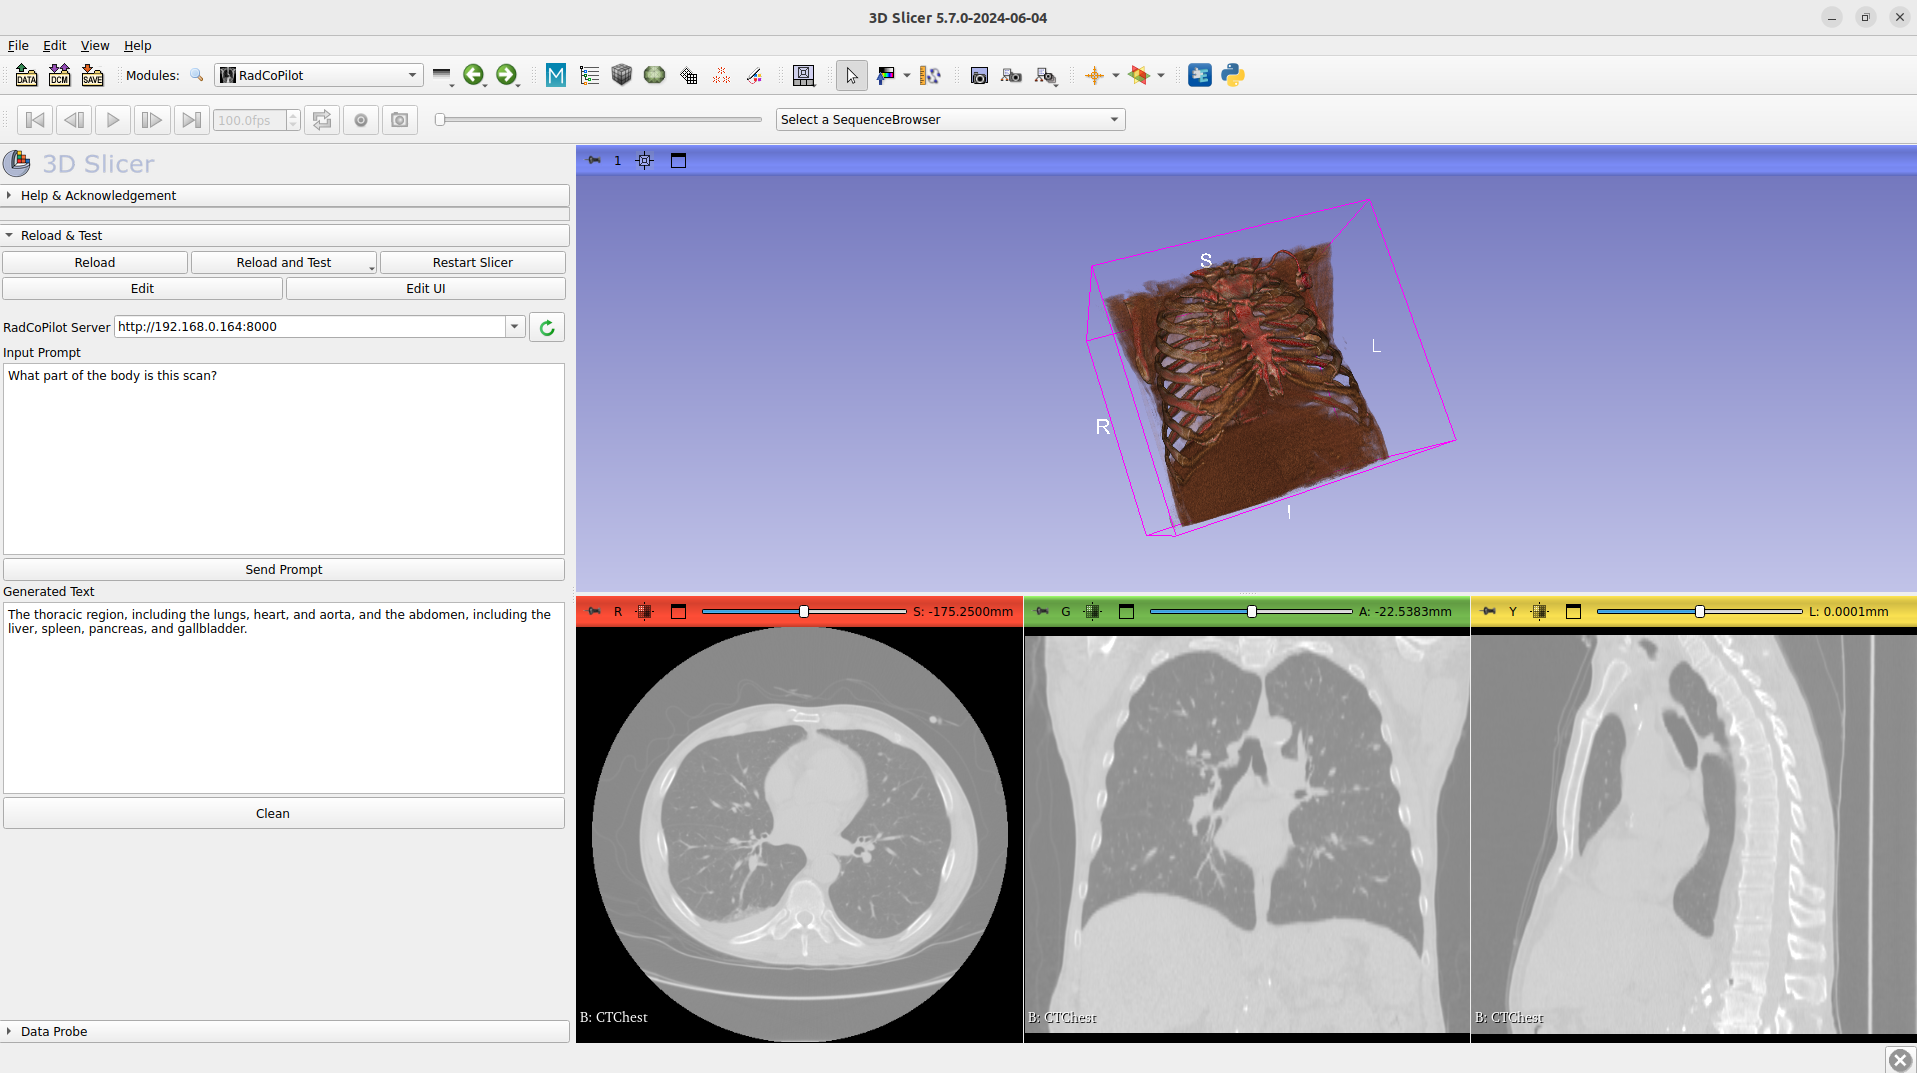 3D Slicer 5.7.0-2024-06-04
File Edit View Help
DATA DCM SAVE Modules: RadCoPilot M
100.0fps Select a SequenceBrowser
3D Slicer
Help & Acknowledgement
Reload & Test
Reload Reload and Test Restart Slicer
Edit Edit UI
RadCoPilot Server http://192.168.0.164:8000
Input Prompt
What part of the body is this scan?
Send Prompt
Generated Text
The thoracic region, including the lungs, heart, and aorta, and the abdomen, including the
liver, spleen, pancreas, and gallbladder.
Clean
Data Probe
1
S
L
R
I
R S: -175.2500mm
B: CTChest
G A: -22.5383mm
B: CTChest
Y L: 0.0001mm
B: CTChest